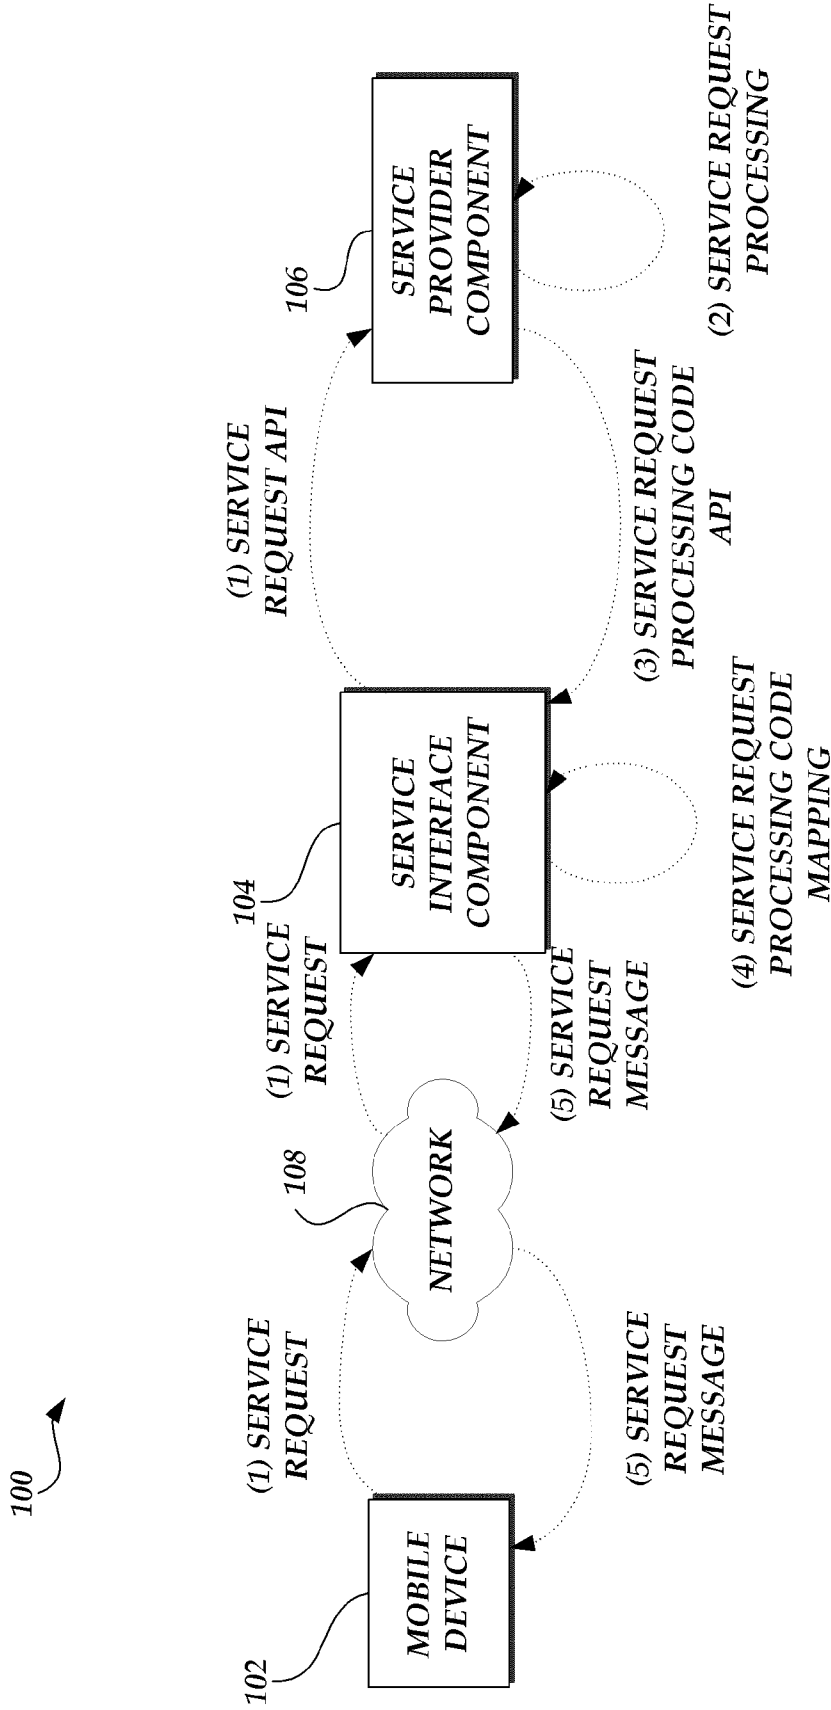 100
102
MOBILE
DEVICE
(1) SERVICE
REQUEST
(5) SERVICE
REQUEST
MESSAGE
108
NETWORK
(1) SERVICE
REQUEST
(5) SERVICE
REQUEST
MESSAGE
104
SERVICE
INTERFACE
COMPONENT
(4) SERVICE REQUEST
PROCESSING CODE
MAPPING
(1) SERVICE
REQUEST API
(3) SERVICE REQUEST
PROCESSING CODE
API
106
SERVICE
PROVIDER
COMPONENT
(2) SERVICE REQUEST
PROCESSING